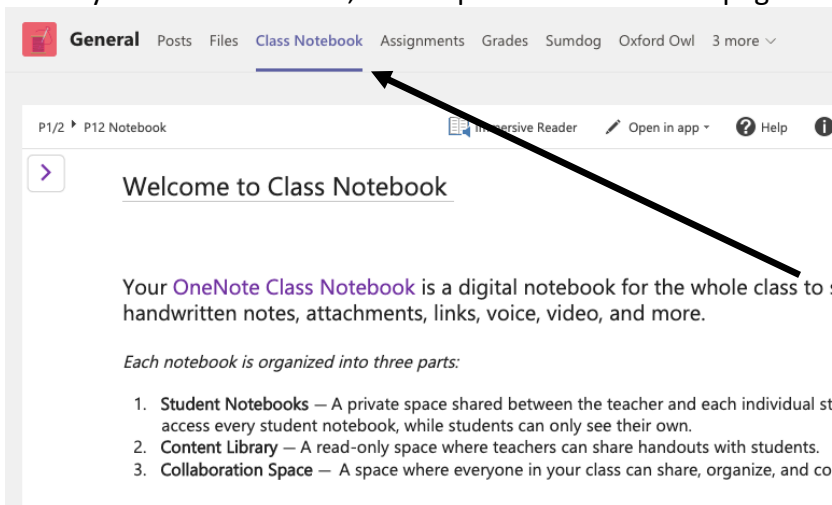 General Posts Files Class Notebook Assignments Grades Sumdog Oxford Owl 3 more
P1/2 P12 Notebook Immersive Reader Open in app Help
Welcome to Class Notebook
Your OneNote Class Notebook is a digital notebook for the whole class to
handwritten notes, attachments, links, voice, video, and more.
Each notebook is organized into three parts:
1. Student Notebooks — A private space shared between the teacher and each individual st
access every student notebook, while students can only see their own.
2. Content Library — A read-only space where teachers can share handouts with students.
3. Collaboration Space — A space where everyone in your class can share, organize, and co